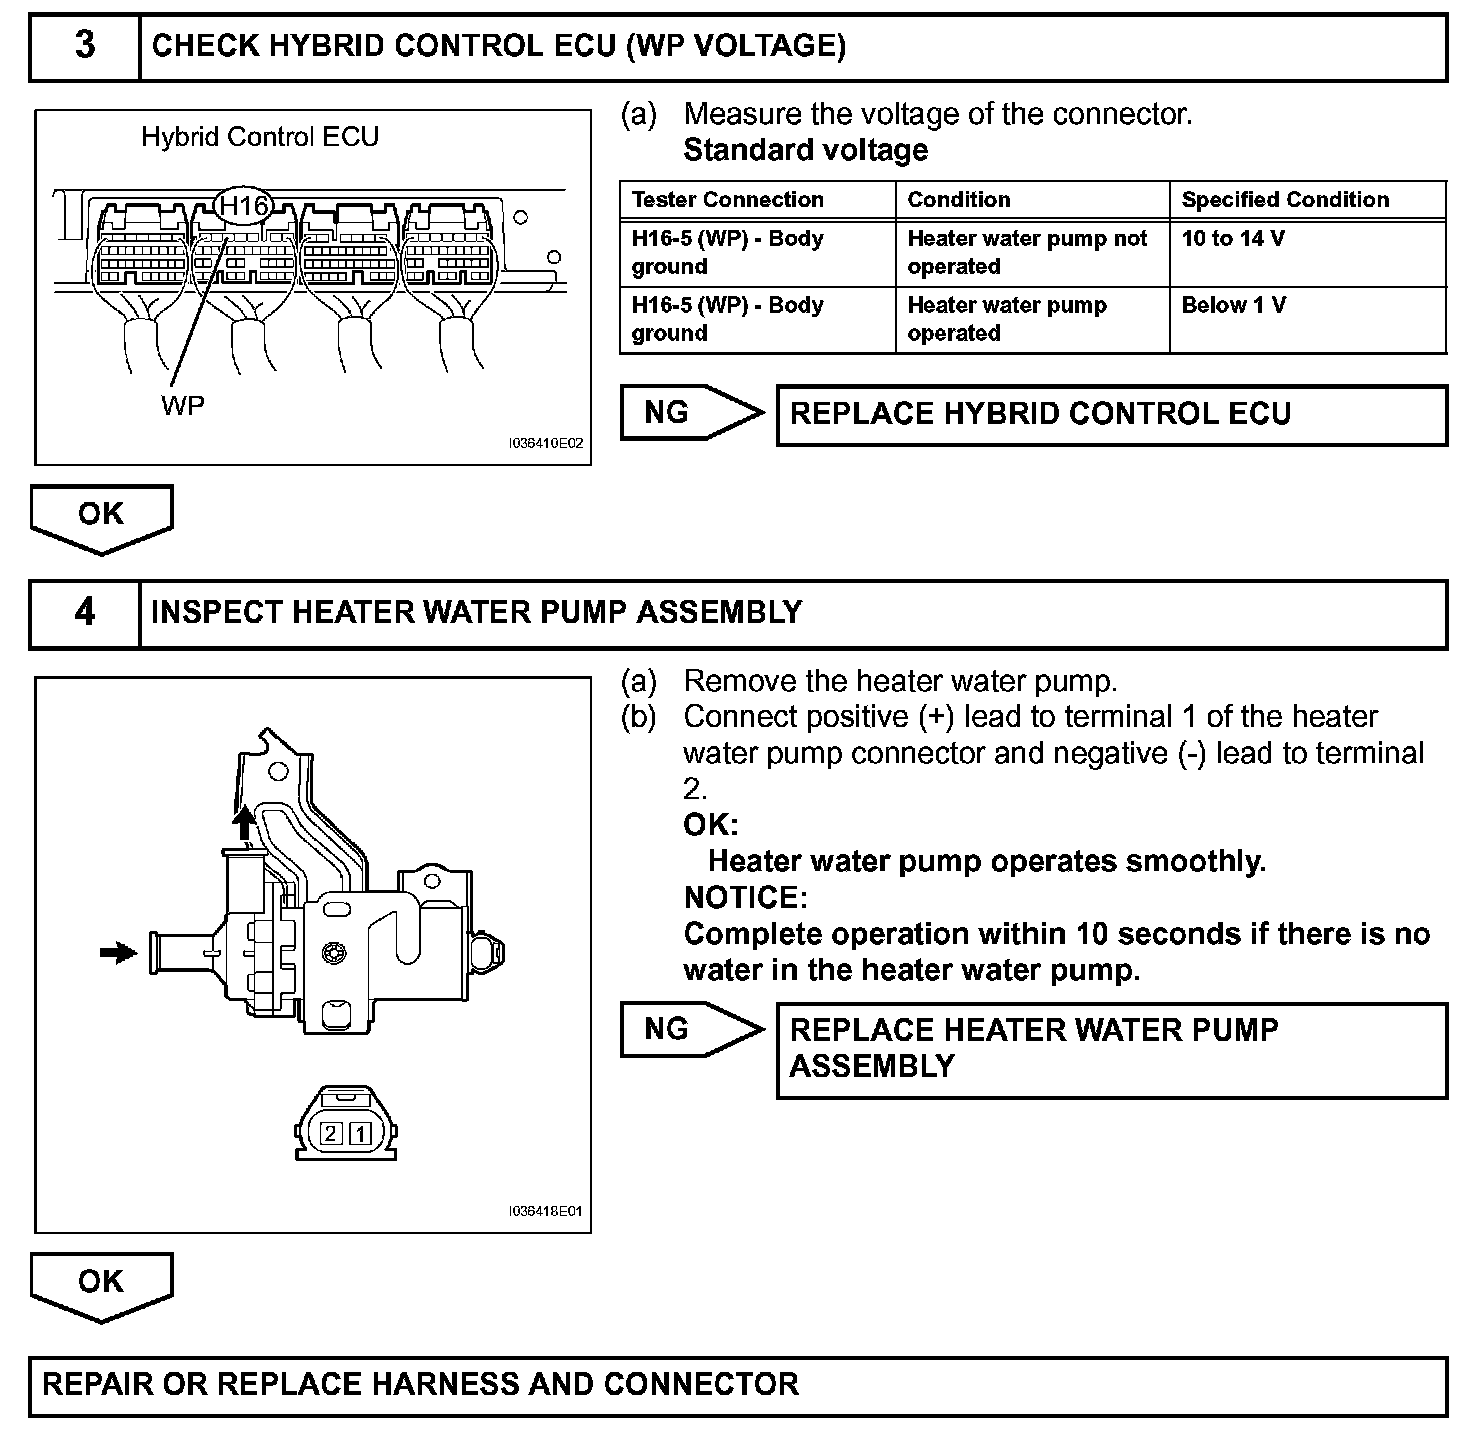 3 CHECK HYBRID CONTROL ECU (WP VOLTAGE)
Hybrid Control ECU
H16
WP
I036410E02
(a) Measure the voltage of the connector.
Standard voltage
Tester Connection Condition Specified Condition
H16-5 (WP) - Body Heater water pump not 10 to 14 V
ground operated
H16-5 (WP) - Body Heater water pump Below 1 V
ground operated
NG REPLACE HYBRID CONTROL ECU
OK
4 INSPECT HEATER WATER PUMP ASSEMBLY
2 1
I036418E01
(a) Remove the heater water pump.
(b) Connect positive (+) lead to terminal 1 of the heater
water pump connector and negative (-) lead to terminal
2.
OK:
Heater water pump operates smoothly.
NOTICE:
Complete operation within 10 seconds if there is no
water in the heater water pump.
NG REPLACE HEATER WATER PUMP
ASSEMBLY
OK
REPAIR OR REPLACE HARNESS AND CONNECTOR